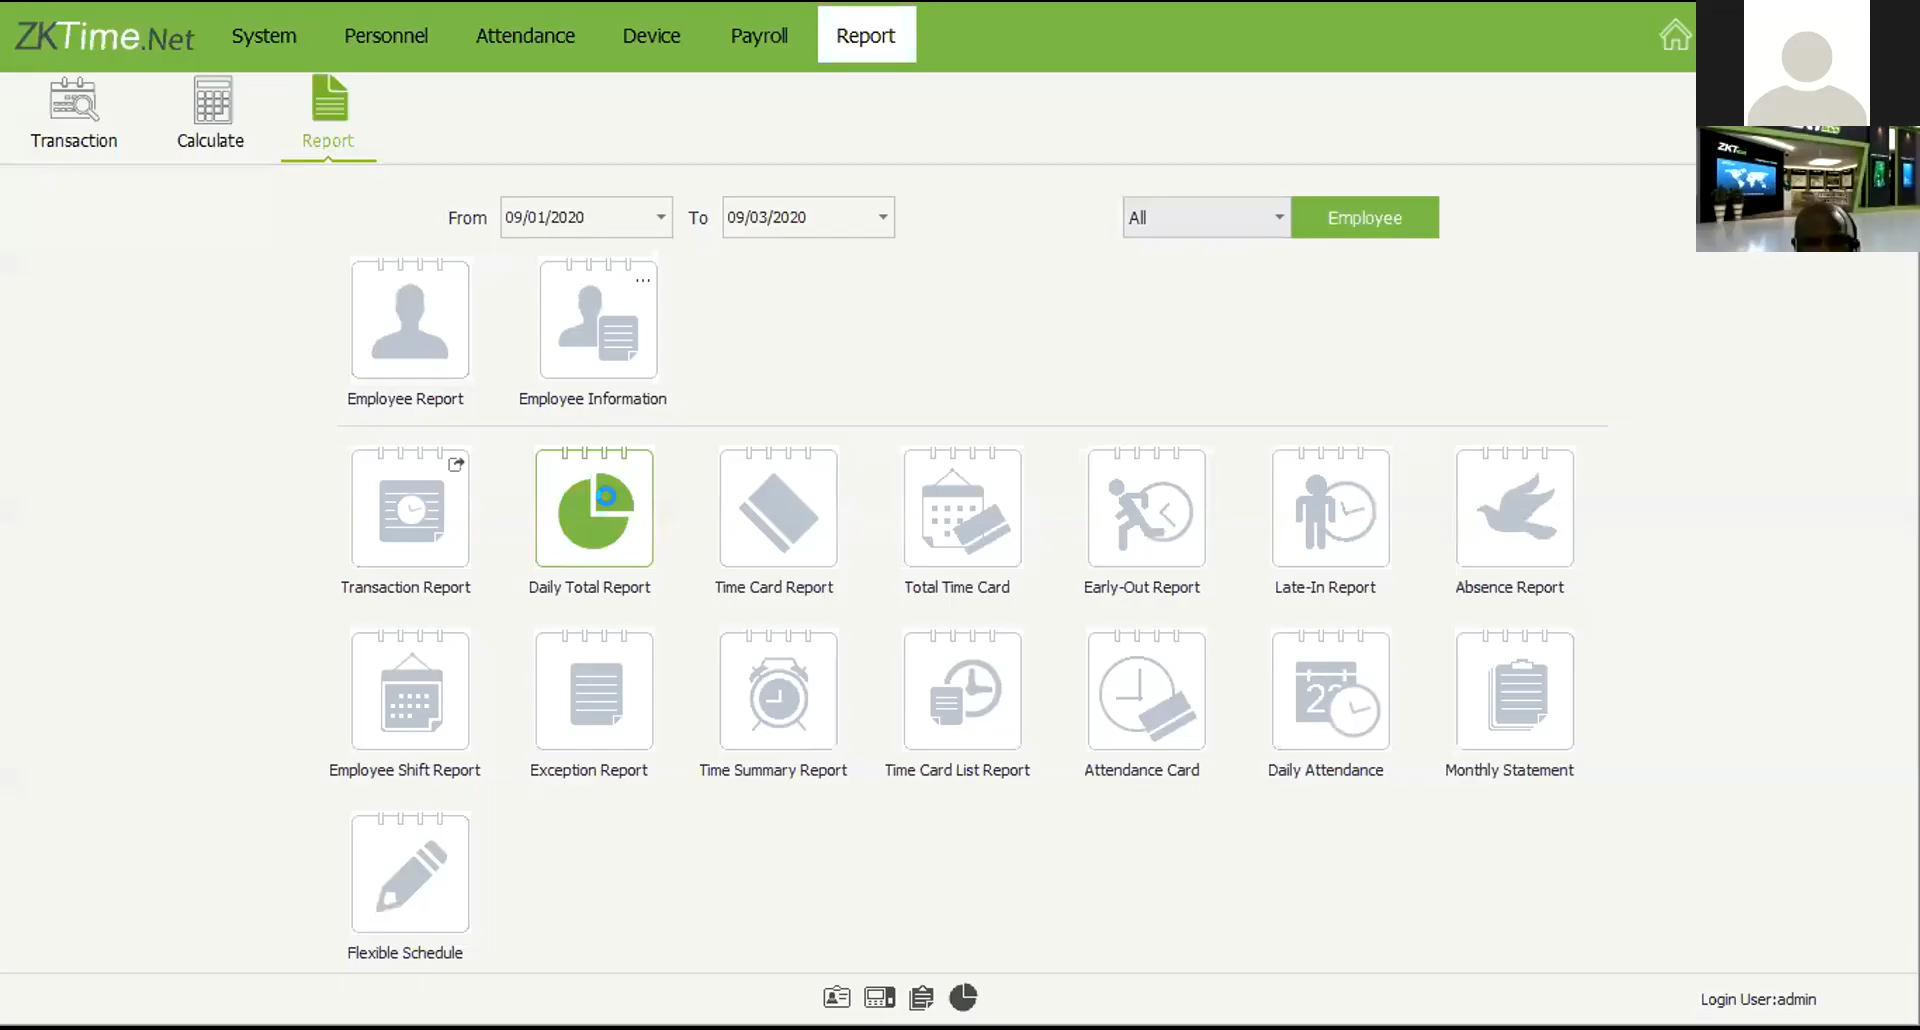 ZKTime.Net System Personnel Attendance Device Payroll Report
Transaction Calculate Report
From 09/01/2020 To 09/03/2020 All Employee
Employee Report Employee Information
Transaction Report Daily Total Report Time Card Report Total Time Card Early-Out Report Late-In Report Absence Report
Employee Shift Report Exception Report Time Summary Report Time Card List Report Attendance Card Daily Attendance Monthly Statement
Flexible Schedule
Login User:admin